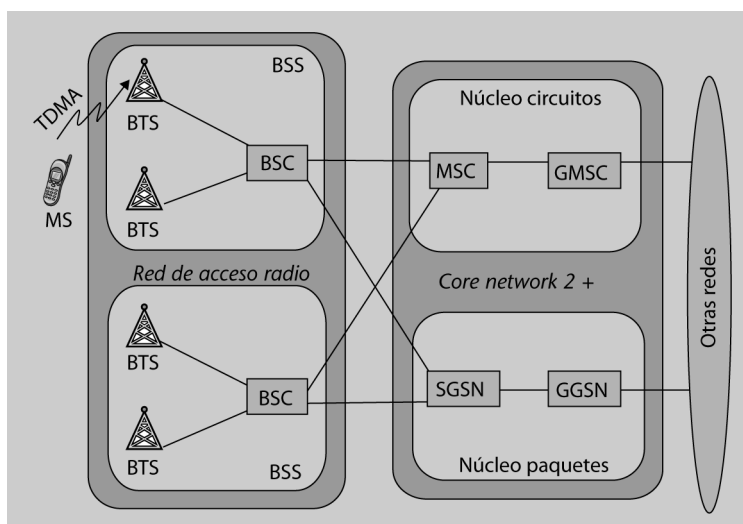 BSS
TDMA
BTS
BSC
MS
BTS
Red de acceso radio
BTS
BSC
BTS
BSS
Núcleo circuitos
MSC
GMSC
Core network 2 +
SGSN
GGSN
Núcleo paquetes
Otras redes